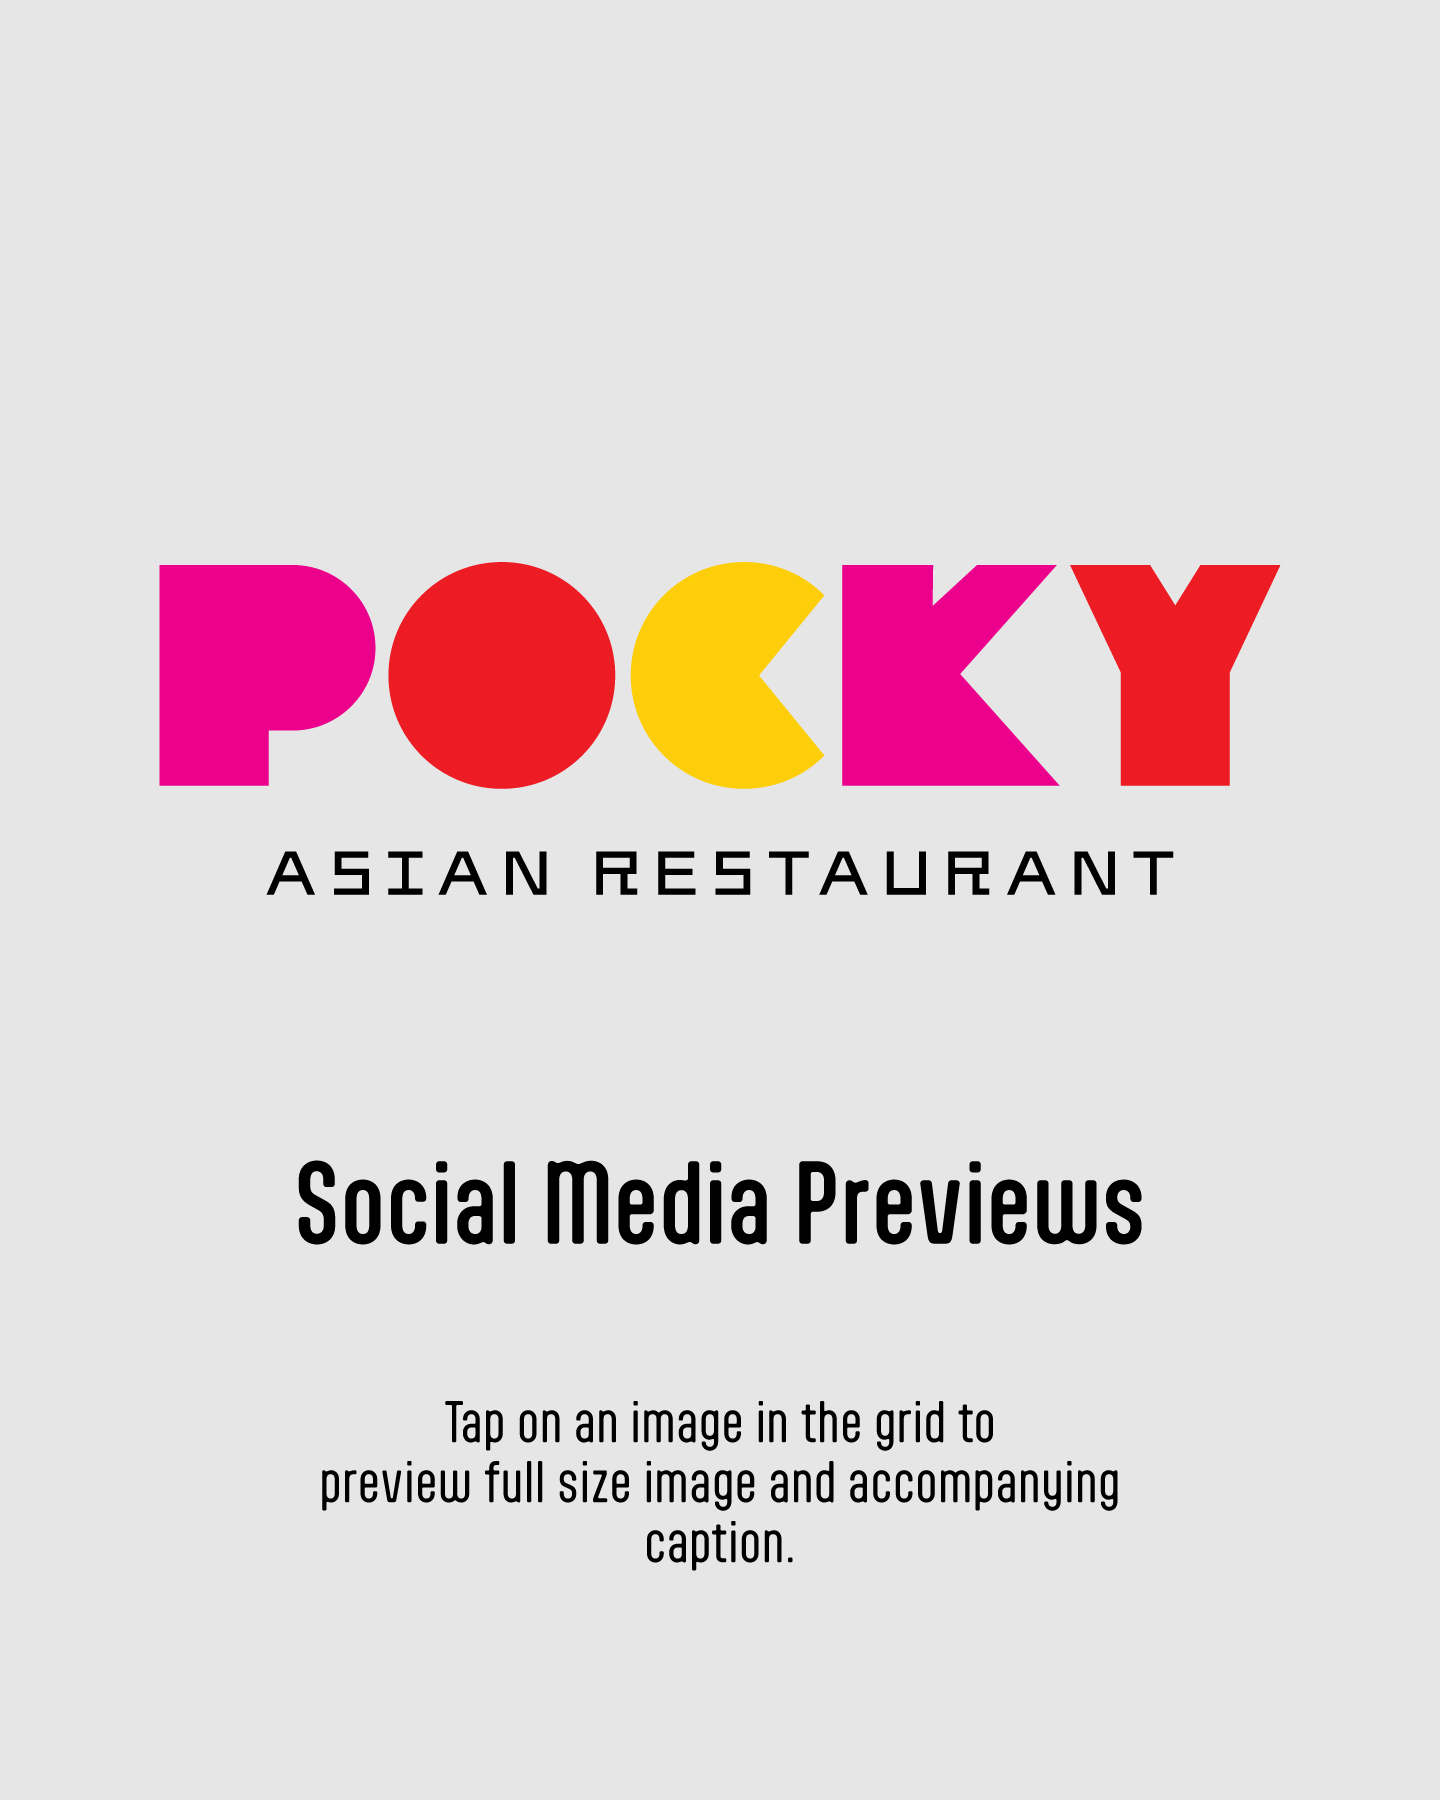 POCKY
ASIAN RESTAURANT
Social Media Previews
Tap on an image in the grid to
preview full size image and accompanying
caption.